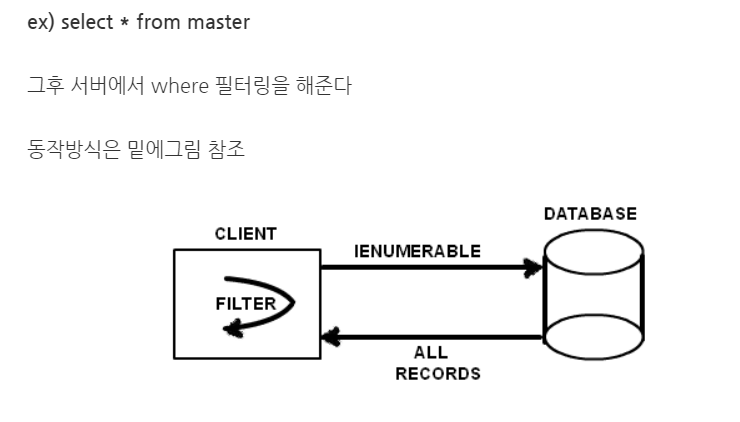 ex) select * from master
그후 서버에서 where 필터링을 해준다
동작방식은 밑에그림 참조
DATABASE
CLIENT
IENUMERABLE
FILTER
ALL
RECORDS